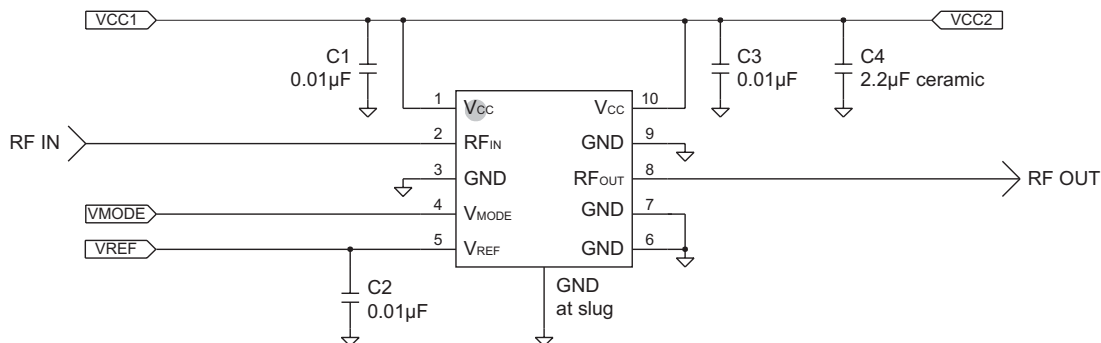 VCC1
VCC2
C1
0.01µF
C3
0.01µF
C4
2.2µF ceramic
1
VCC
VCC
10
RF IN
2
RFIN
GND
9
3
GND
RFOUT
8
RF OUT
VMODE
4
VMODE
GND
7
VREF
5
VREF
GND
6
C2
0.01µF
GND
at slug